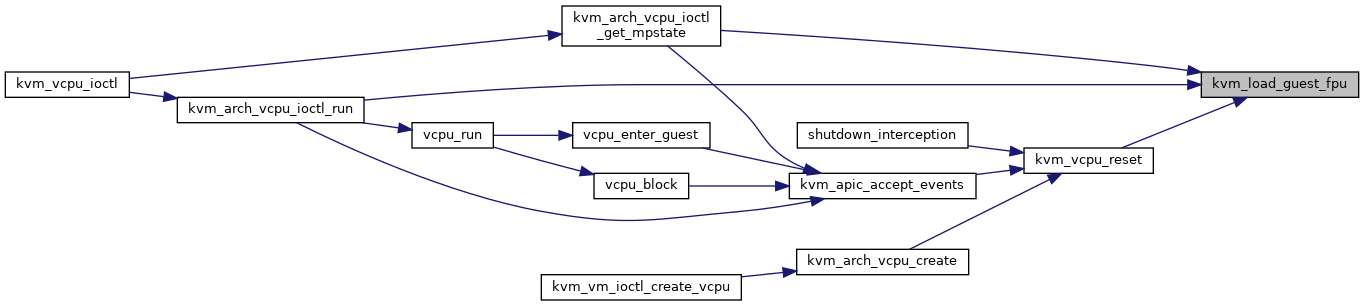 kvm_arch_vcpu_ioctl
_get_mpstate
kvm_vcpu_ioctl
kvm_load_guest_fpu
kvm_arch_vcpu_ioctl_run
vcpu_run
vcpu_enter_guest
shutdown_interception
kvm_vcpu_reset
vcpu_block
kvm_apic_accept_events
kvm_arch_vcpu_create
kvm_vm_ioctl_create_vcpu